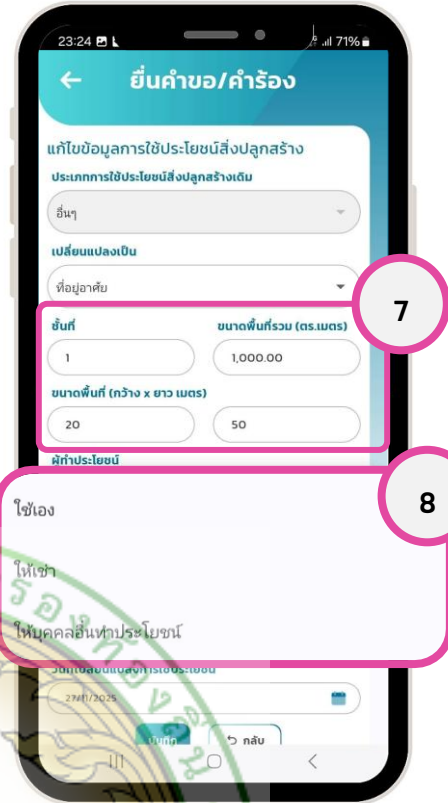 23:24 71%
ยื่นคำขอ/คำร้อง
แก้ไขข้อมูลการใช้ประโยชน์สิ่งปลูกสร้าง
ประเภทการใช้ประโยชน์สิ่งปลูกสร้างเดิม
อื่นๆ
เปลี่ยนแปลงเป็น
ที่อยู่อาศัย
7
ชั้นที่ ขนาดพื้นที่รวม (ตร.เมตร)
1 1,000.00
ขนาดพื้นที่ (กว้าง x ยาว เมตร)
20 50
ผู้ทำประโยชน์
8
ใช้เอง
ให้เช่า
ให้บุคคลอื่นทำประโยชน์
วันที่เปลี่ยนแปลงการใช้ประโยชน์
27/11/2025
บันทึก กลับ